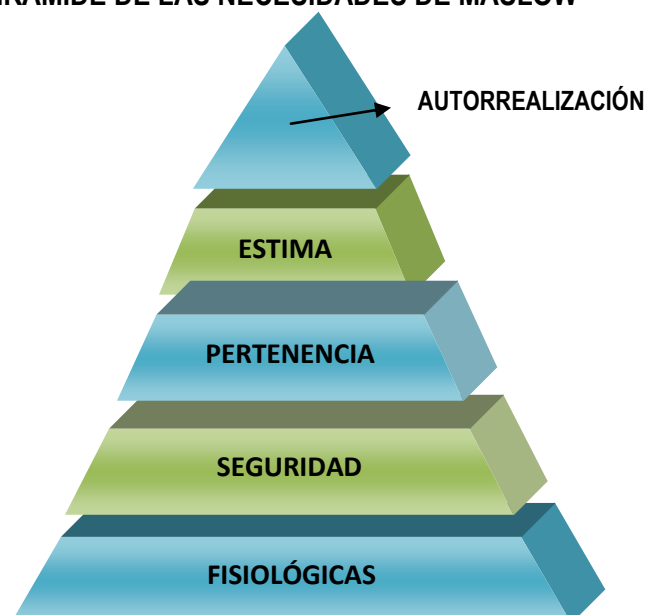 DE LAS NECESIDADES DE MASLOW
AUTORREALIZACIÓN
ESTIMA
PERTENENCIA
SEGURIDAD
FISIOLÓGICAS